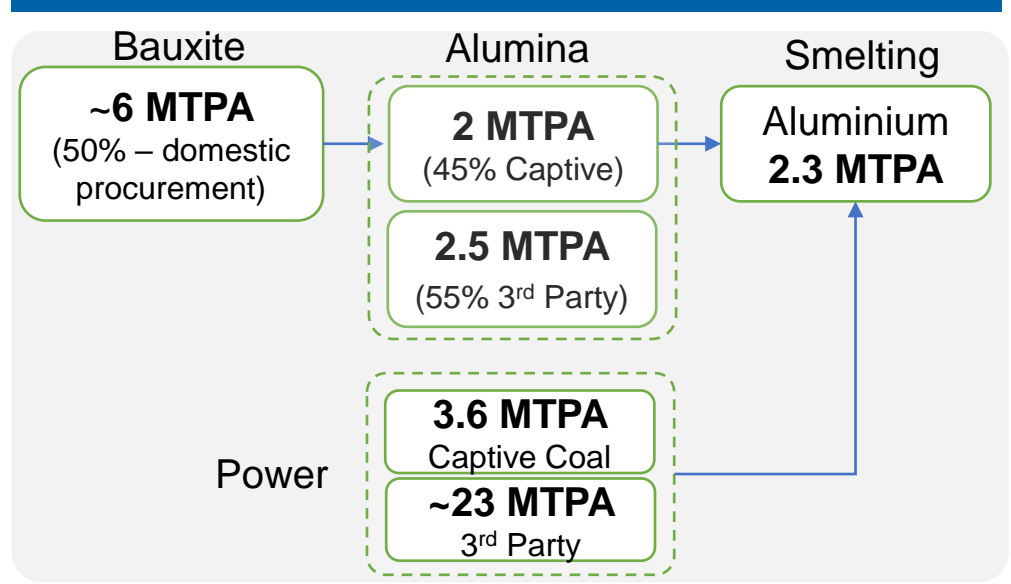 Bauxite
~6 MTPA
(50% – domestic
procurement)
Alumina
2 MTPA
(45% Captive)
2.5 MTPA
(55% 3rd Party)
Smelting
Aluminium
2.3 MTPA
Power
3.6 MTPA
Captive Coal
~23 MTPA
3rd Party